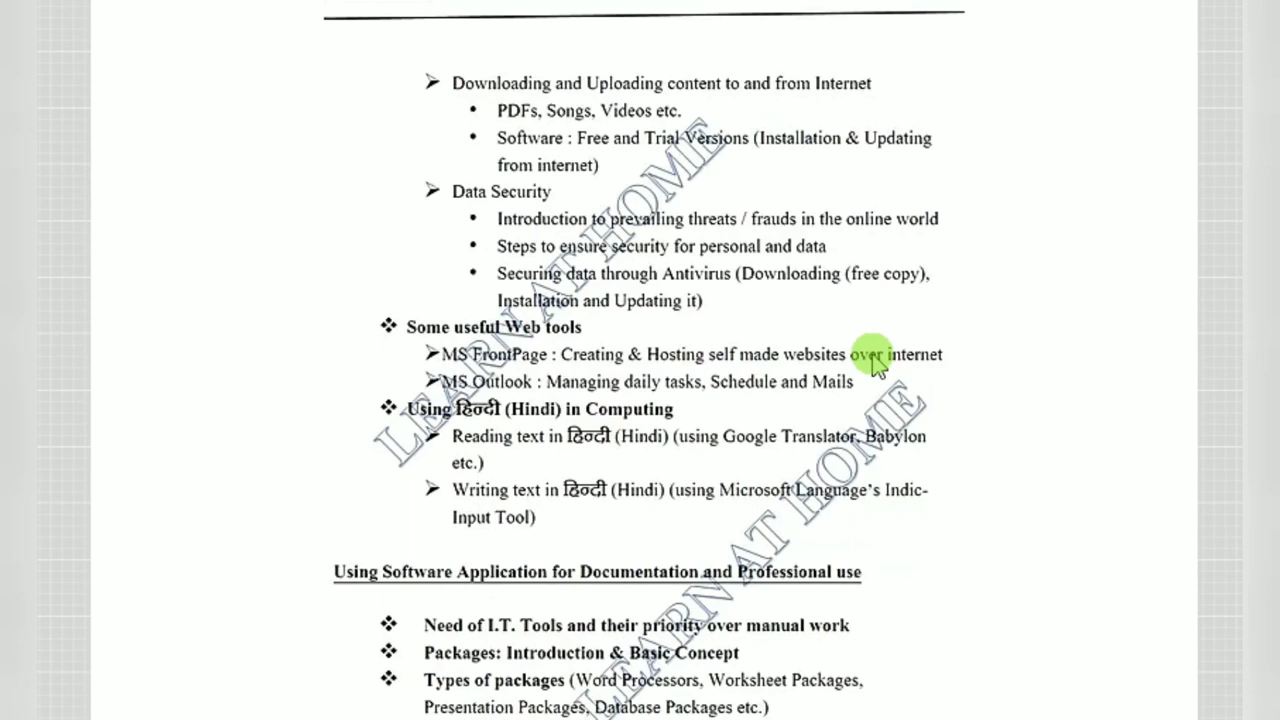 ➢ Downloading and Uploading content to and from Internet
• PDFs, Songs, Videos etc.
• Software : Free and Trial Versions (Installation & Updating
from internet)
➢ Data Security
• Introduction to prevailing threats / frauds in the online world
• Steps to ensure security for personal and data
• Securing data through Antivirus (Downloading (free copy),
Installation and Updating it)
❖ Some useful Web tools
➢MS FrontPage : Creating & Hosting self made websites over internet
➢MS Outlook : Managing daily tasks, Schedule and Mails
❖ Using हिन्दी (Hindi) in Computing
➢ Reading text in हिन्दी (Hindi) (using Google Translator, Babylon
etc.)
➢ Writing text in हिन्दी (Hindi) (using Microsoft Language's Indic-
Input Tool)
Using Software Application for Documentation and Professional use
❖ Need of I.T. Tools and their priority over manual work
❖ Packages: Introduction & Basic Concept
❖ Types of packages (Word Processors, Worksheet Packages,
Presentation Packages, Database Packages etc.)
LEARN AT HOME
LEARN AT HOME